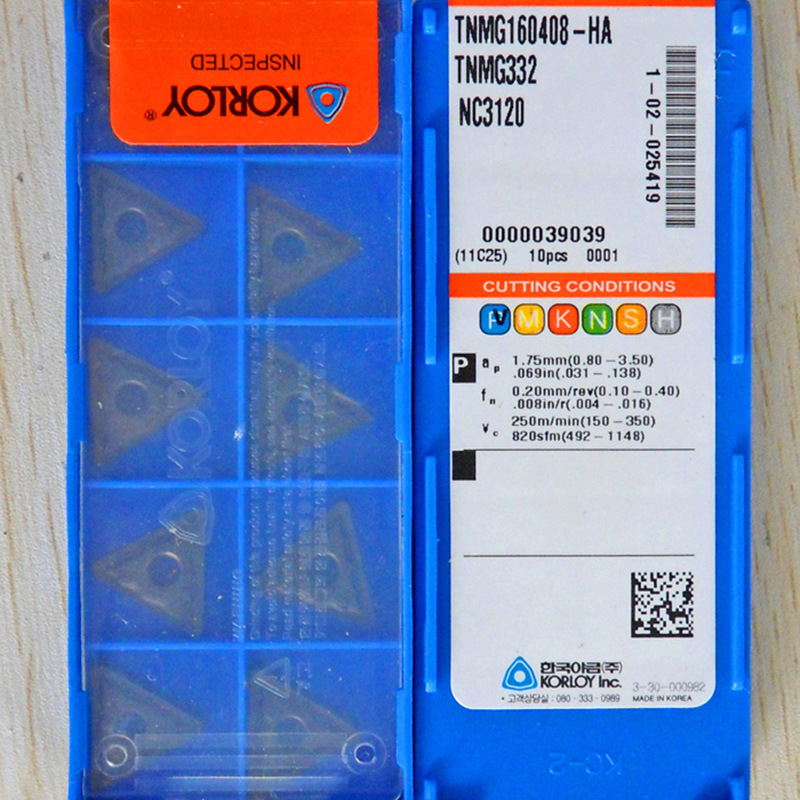 KORLOY®
INSPECTED
KORLOY
TNMG160408-HA
TNMG332
NC3120
1-02-025419
0000039039
(11C25) 10pcs 0001
CUTTING CONDITIONS
P M K N S H
P
ap 1.75mm(0.80-3.50)
.069in(.031-.138)
fn 0.20mm/rev(0.10-0.40)
.008in/r(.004-.016)
vc 250m/min(150-350)
820sfm(492-1148)
한국야금(주)
KORLOY Inc.
3-30-000982
• 고객상담실 : 080-333-0989 MADE IN KOREA
KC-2